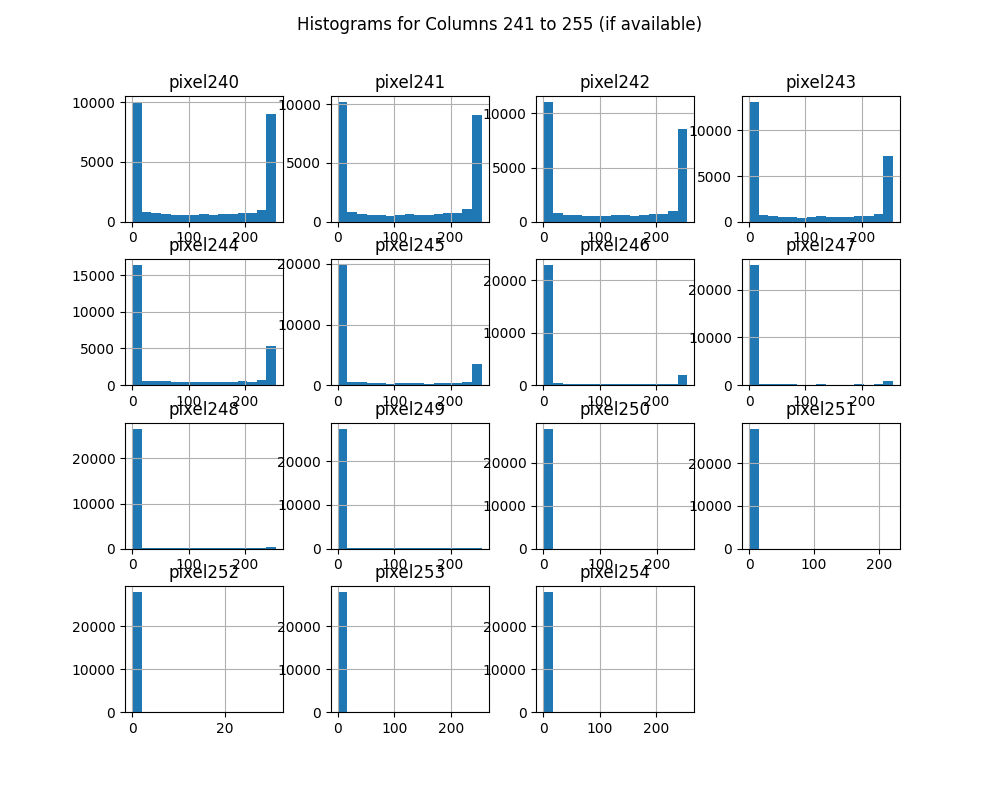 Histograms for Columns 241 to 255 (if available)
pixel240 pixel241 pixel242 pixel243
10000 10000 10000 10000
5000 5000 5000 5000
0 0 0 0
0 100 200 0 100 200 0 100 200 0 100 200
pixel244 pixel245 pixel246 pixel247
15000 20000 20000 20000
10000 10000 10000 10000
5000
0 0 0 0
0 100 200 0 100 200 0 100 200 0 100 200
pixel248 pixel249 pixel250 pixel251
20000 20000 20000 20000
10000 10000 10000 10000
0 0 0 0
0 100 200 0 100 200 0 100 200 0 100 200
pixel252 pixel253 pixel254
20000 20000 20000
10000 10000 10000
0 0 0
0 20 0 100 200 0 100 200